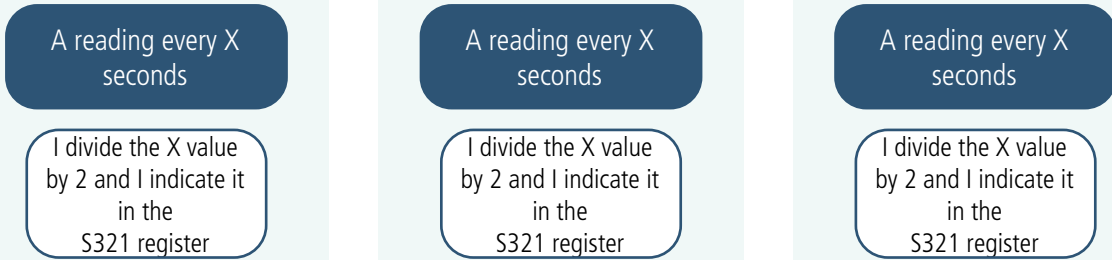 A reading every X
seconds
I divide the X value
by 2 and I indicate it
in the
S321 register
A reading every X
seconds
I divide the X value
by 2 and I indicate it
in the
S321 register
A reading every X
seconds
I divide the X value
by 2 and I indicate it
in the
S321 register